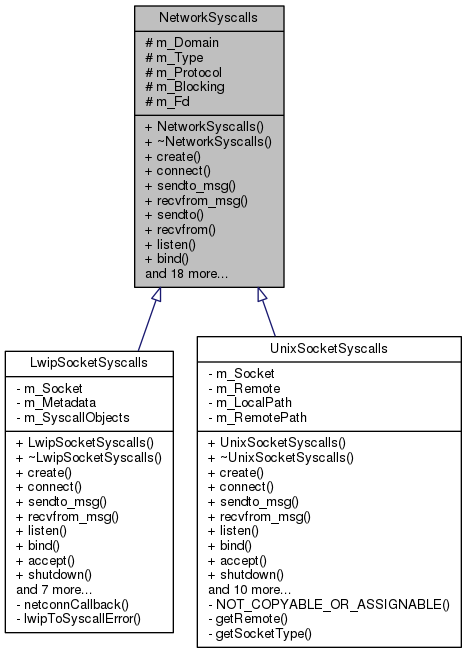 NetworkSyscalls
# m_Domain
# m_Type
# m_Protocol
# m_Blocking
# m_Fd
+ NetworkSyscalls()
+ ~NetworkSyscalls()
+ create()
+ connect()
+ sendto_msg()
+ recvfrom_msg()
+ sendto()
+ recvfrom()
+ listen()
+ bind()
and 18 more...
LwipSocketSyscalls
- m_Socket
- m_Metadata
- m_SyscallObjects
+ LwipSocketSyscalls()
+ ~LwipSocketSyscalls()
+ create()
+ connect()
+ sendto_msg()
+ recvfrom_msg()
+ listen()
+ bind()
+ accept()
+ shutdown()
and 7 more...
- netconnCallback()
- lwipToSyscallError()
UnixSocketSyscalls
- m_Socket
- m_Remote
- m_LocalPath
- m_RemotePath
+ UnixSocketSyscalls()
+ ~UnixSocketSyscalls()
+ create()
+ connect()
+ sendto_msg()
+ recvfrom_msg()
+ listen()
+ bind()
+ accept()
+ shutdown()
and 10 more...
- NOT_COPYABLE_OR_ASSIGNABLE()
- getRemote()
- getSocketType()